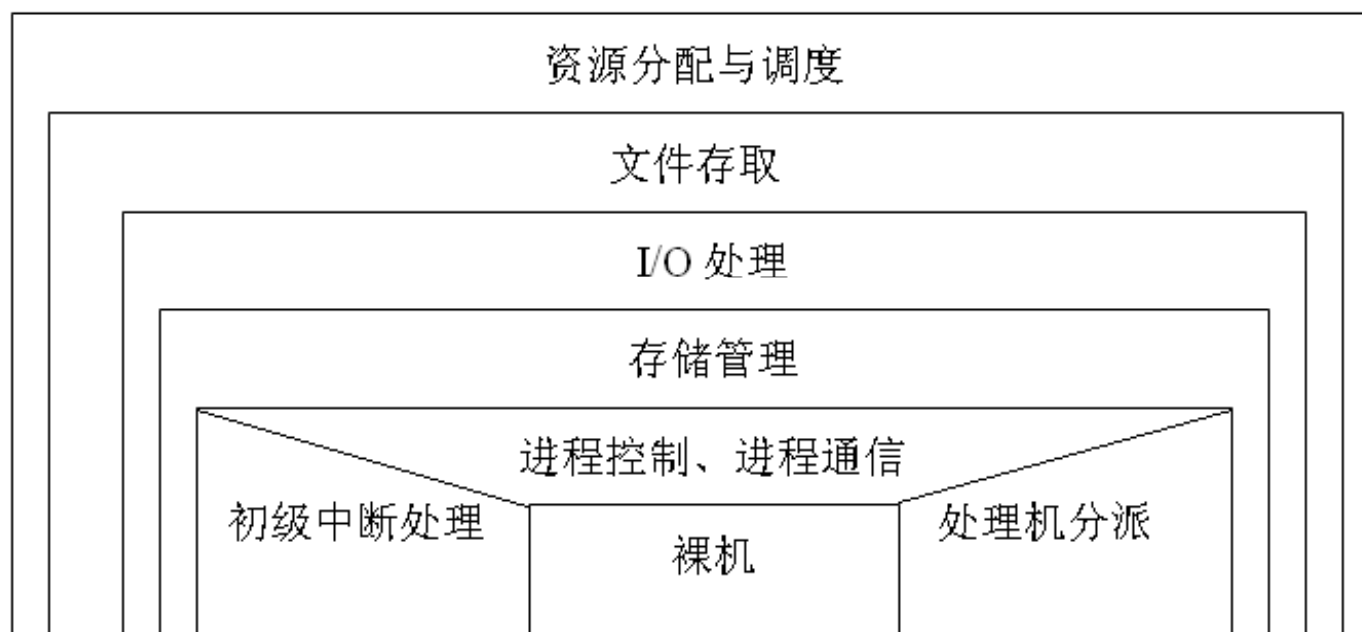 资源分配与调度
文件存取
I/O 处理
存储管理
进程控制、进程通信
初级中断处理
处理机分派
裸机